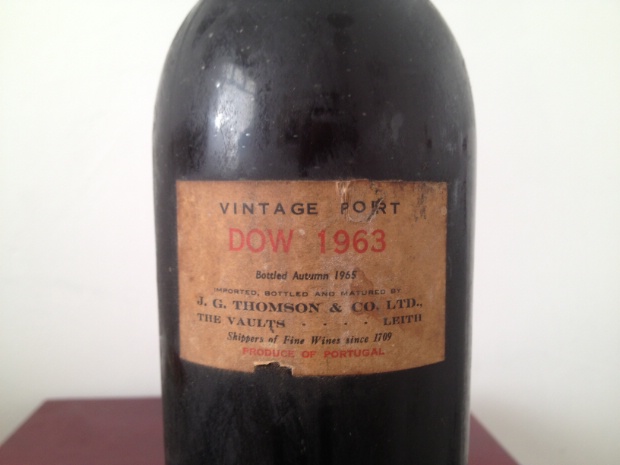 VINTAGE PORT
DOW 1963
Bottled Autumn 1965
IMPORTED, BOTTLED AND MATURED BY
J. G. THOMSON & CO. LTD.,
THE VAULTS . . . . LEITH
Shippers of Fine Wines since 1709
PRODUCE OF PORTUGAL